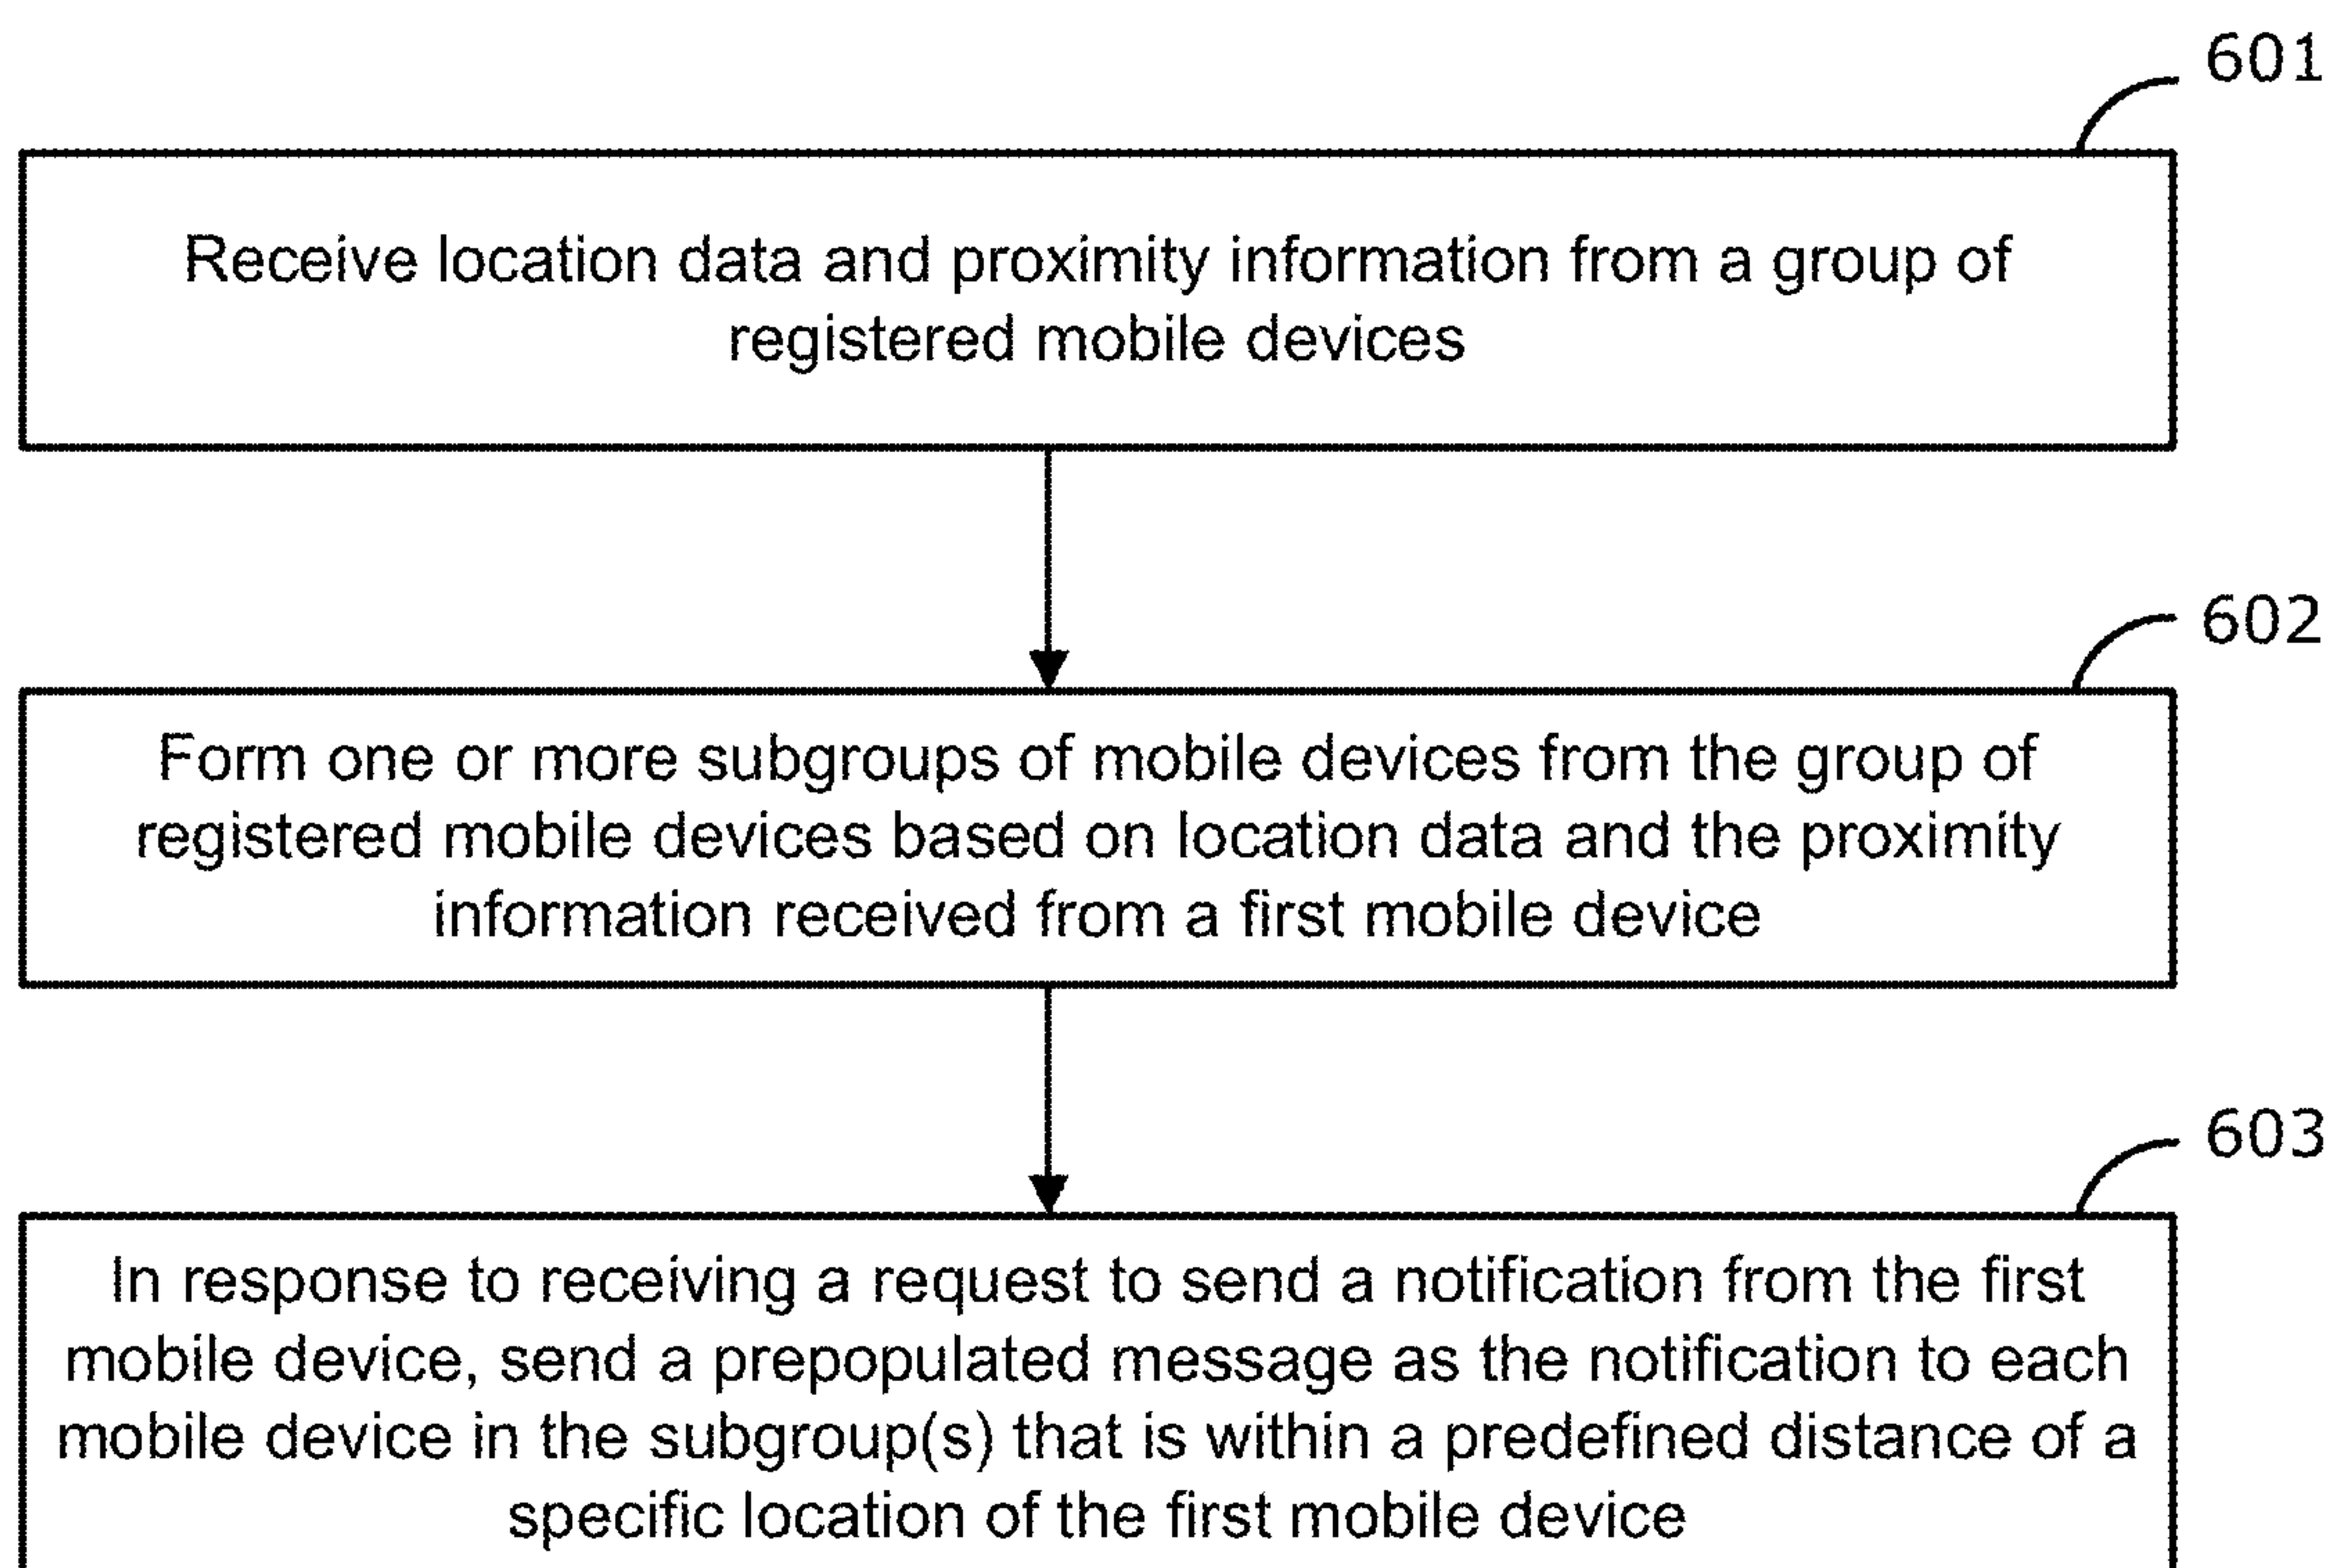 601
Receive location data and proximity information from a group of
registered mobile devices
602
Form one or more subgroups of mobile devices from the group of
registered mobile devices based on location data and the proximity
information received from a first mobile device
603
In response to receiving a request to send a notification from the first
mobile device, send a prepopulated message as the notification to each
mobile device in the subgroup(s) that is within a predefined distance of a
specific location of the first mobile device